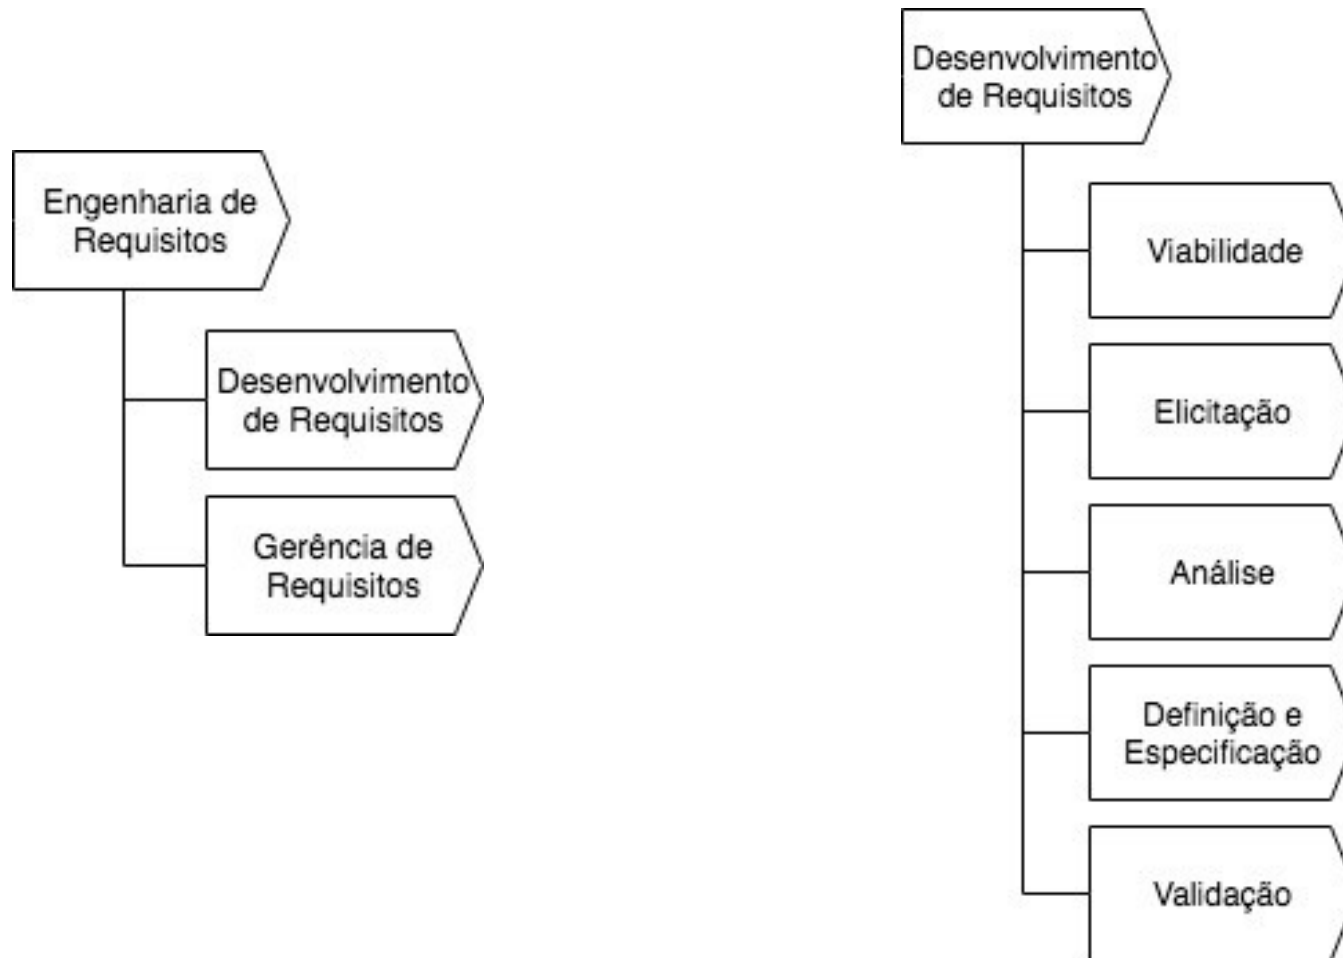 Engenharia de
Requisitos
Desenvolvimento
de Requisitos
Gerência de
Requisitos
Desenvolvimento
de Requisitos
Viabilidade
Elicitação
Análise
Definição e
Especificação
Validação